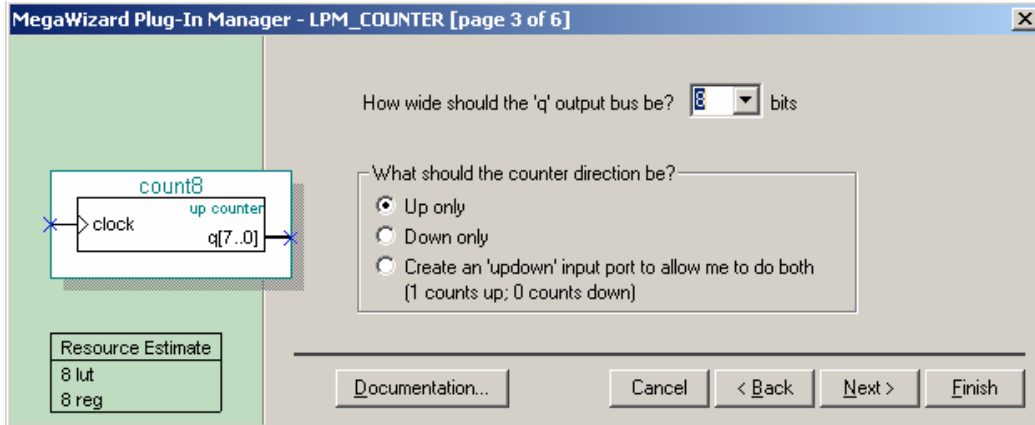 MegaWizard Plug-In Manager - LPM_COUNTER [page 3 of 6]
How wide should the 'q' output bus be? 8 bits
What should the counter direction be?
Up only
Down only
Create an 'updown' input port to allow me to do both
(1 counts up; 0 counts down)
count8
up counter
clock
q[7..0]
Resource Estimate
8 lut
8 reg
Documentation...
Cancel
< Back
Next >
Finish